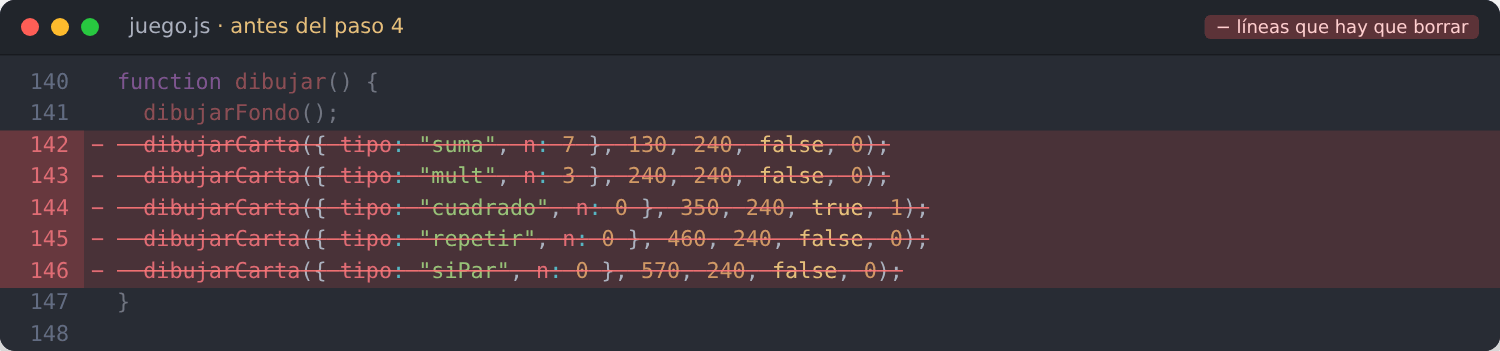 juego.js · antes del paso 4
− líneas que hay que borrar
140 function dibujar() {
141 dibujarFondo();
142 − dibujarCarta({ tipo: "suma", n: 7 }, 130, 240, false, 0);
143 − dibujarCarta({ tipo: "mult", n: 3 }, 240, 240, false, 0);
144 − dibujarCarta({ tipo: "cuadrado", n: 0 }, 350, 240, true, 1);
145 − dibujarCarta({ tipo: "repetir", n: 0 }, 460, 240, false, 0);
146 − dibujarCarta({ tipo: "siPar", n: 0 }, 570, 240, false, 0);
147 }
148